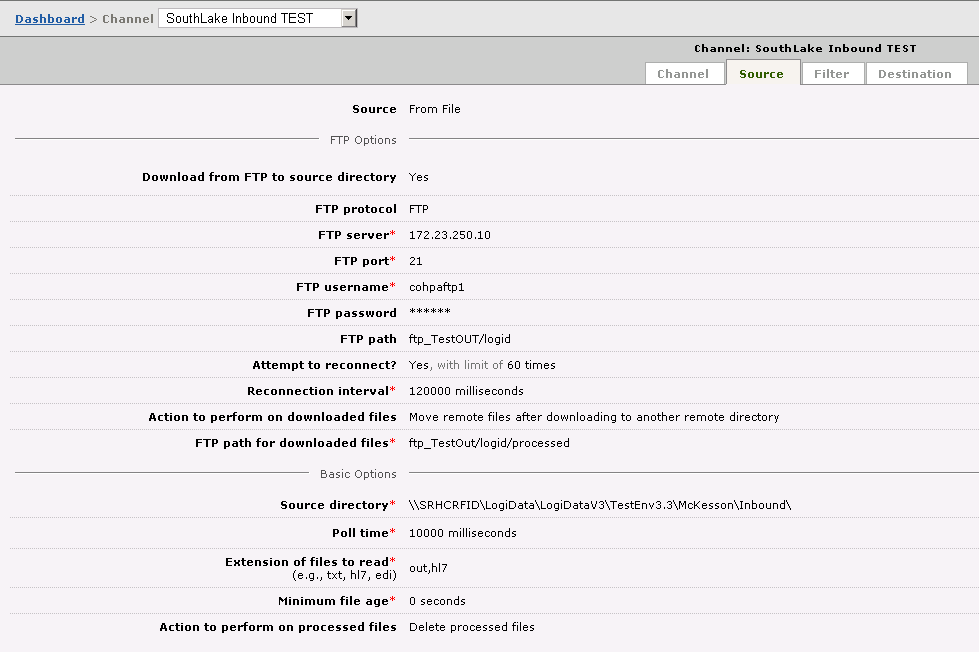 Dashboard > Channel SouthLake Inbound TEST
Channel: SouthLake Inbound TEST
Channel Source Filter Destination
Source From File
FTP Options
Download from FTP to source directory Yes
FTP protocol FTP
FTP server* 172.23.250.10
FTP port* 21
FTP username* cohpaftp1
FTP password ******
FTP path ftp_TestOUT/logid
Attempt to reconnect? Yes, with limit of 60 times
Reconnection interval* 120000 milliseconds
Action to perform on downloaded files Move remote files after downloading to another remote directory
FTP path for downloaded files* ftp_TestOut/logid/processed
Basic Options
Source directory* \\SRHCRFID\LogiData\LogiDataV3\TestEnv3.3\McKesson\Inbound\
Poll time* 10000 milliseconds
Extension of files to read* out,hl7
(e.g., txt, hl7, edi)
Minimum file age* 0 seconds
Action to perform on processed files Delete processed files